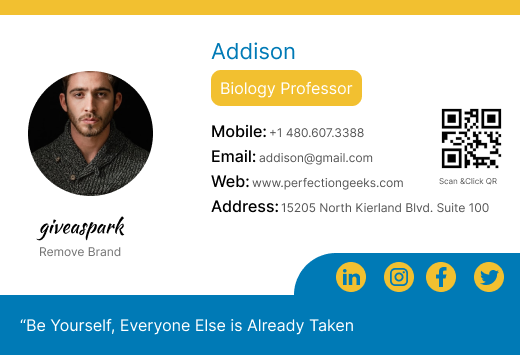 Addison
Biology Professor
Mobile: +1 480.607.3388
Email: addison@gmail.com
Web: www.perfectiongeeks.com
Address: 15205 North Kierland Blvd. Suite 100
Scan &Click QR
giveaspark
Remove Brand
in
“Be Yourself, Everyone Else is Already Taken